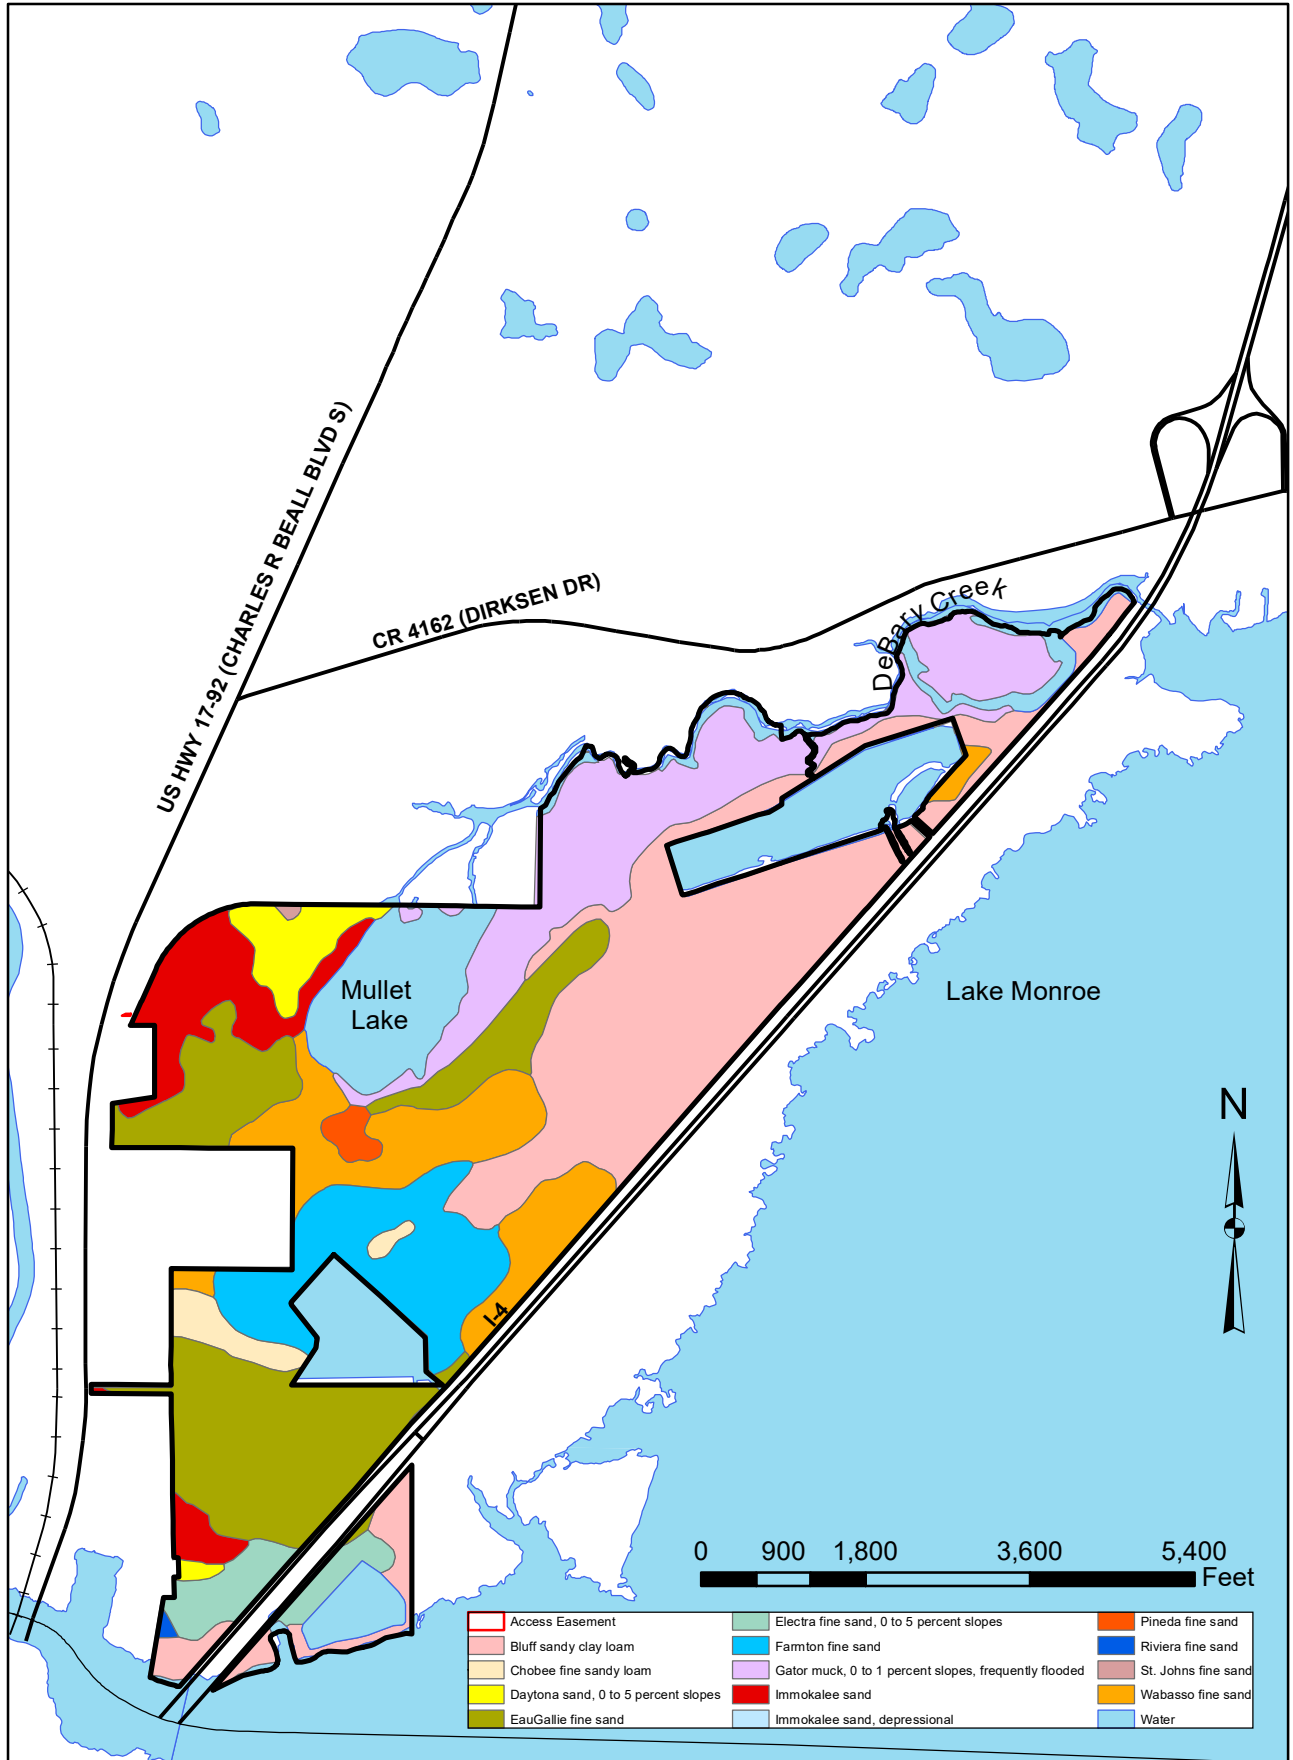 US HWY 17-92 (CHARLES R BEALL BLVD S)
CR 4162 (DIRKSEN DR)
DeBary Creek
Mullet
Lake
Lake Monroe
N
I-4
0 900 1,800 3,600 5,400
Feet
Access Easement
Bluff sandy clay loam
Chobee fine sandy loam
Daytona sand, 0 to 5 percent slopes
EauGallie fine sand
Electra fine sand, 0 to 5 percent slopes
Farmton fine sand
Gator muck, 0 to 1 percent slopes, frequently flooded
Immokalee sand
Immokalee sand, depressional
Pineda fine sand
Riviera fine sand
St. Johns fine sand
Wabasso fine sand
Water